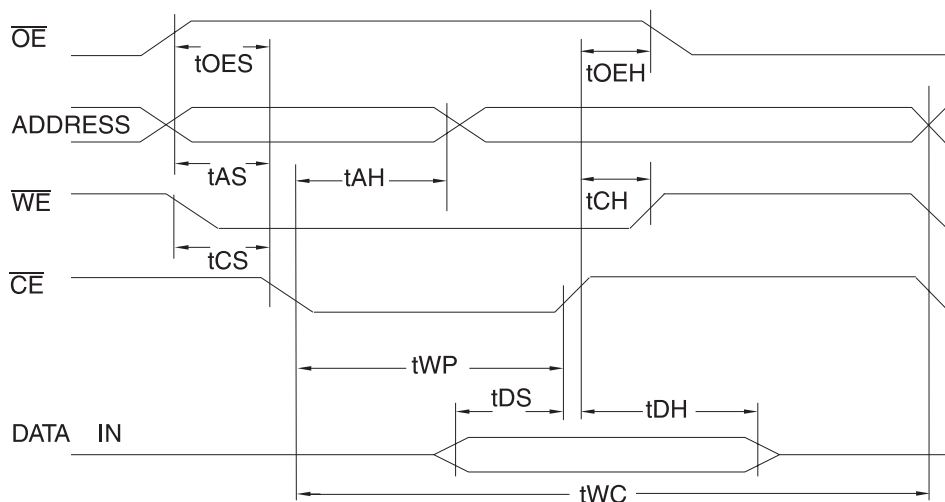 OE
tOES
tOEH
ADDRESS
tAS
tAH
WE
tCH
tCS
CE
tWP
tDS
tDH
DATA IN
tWC